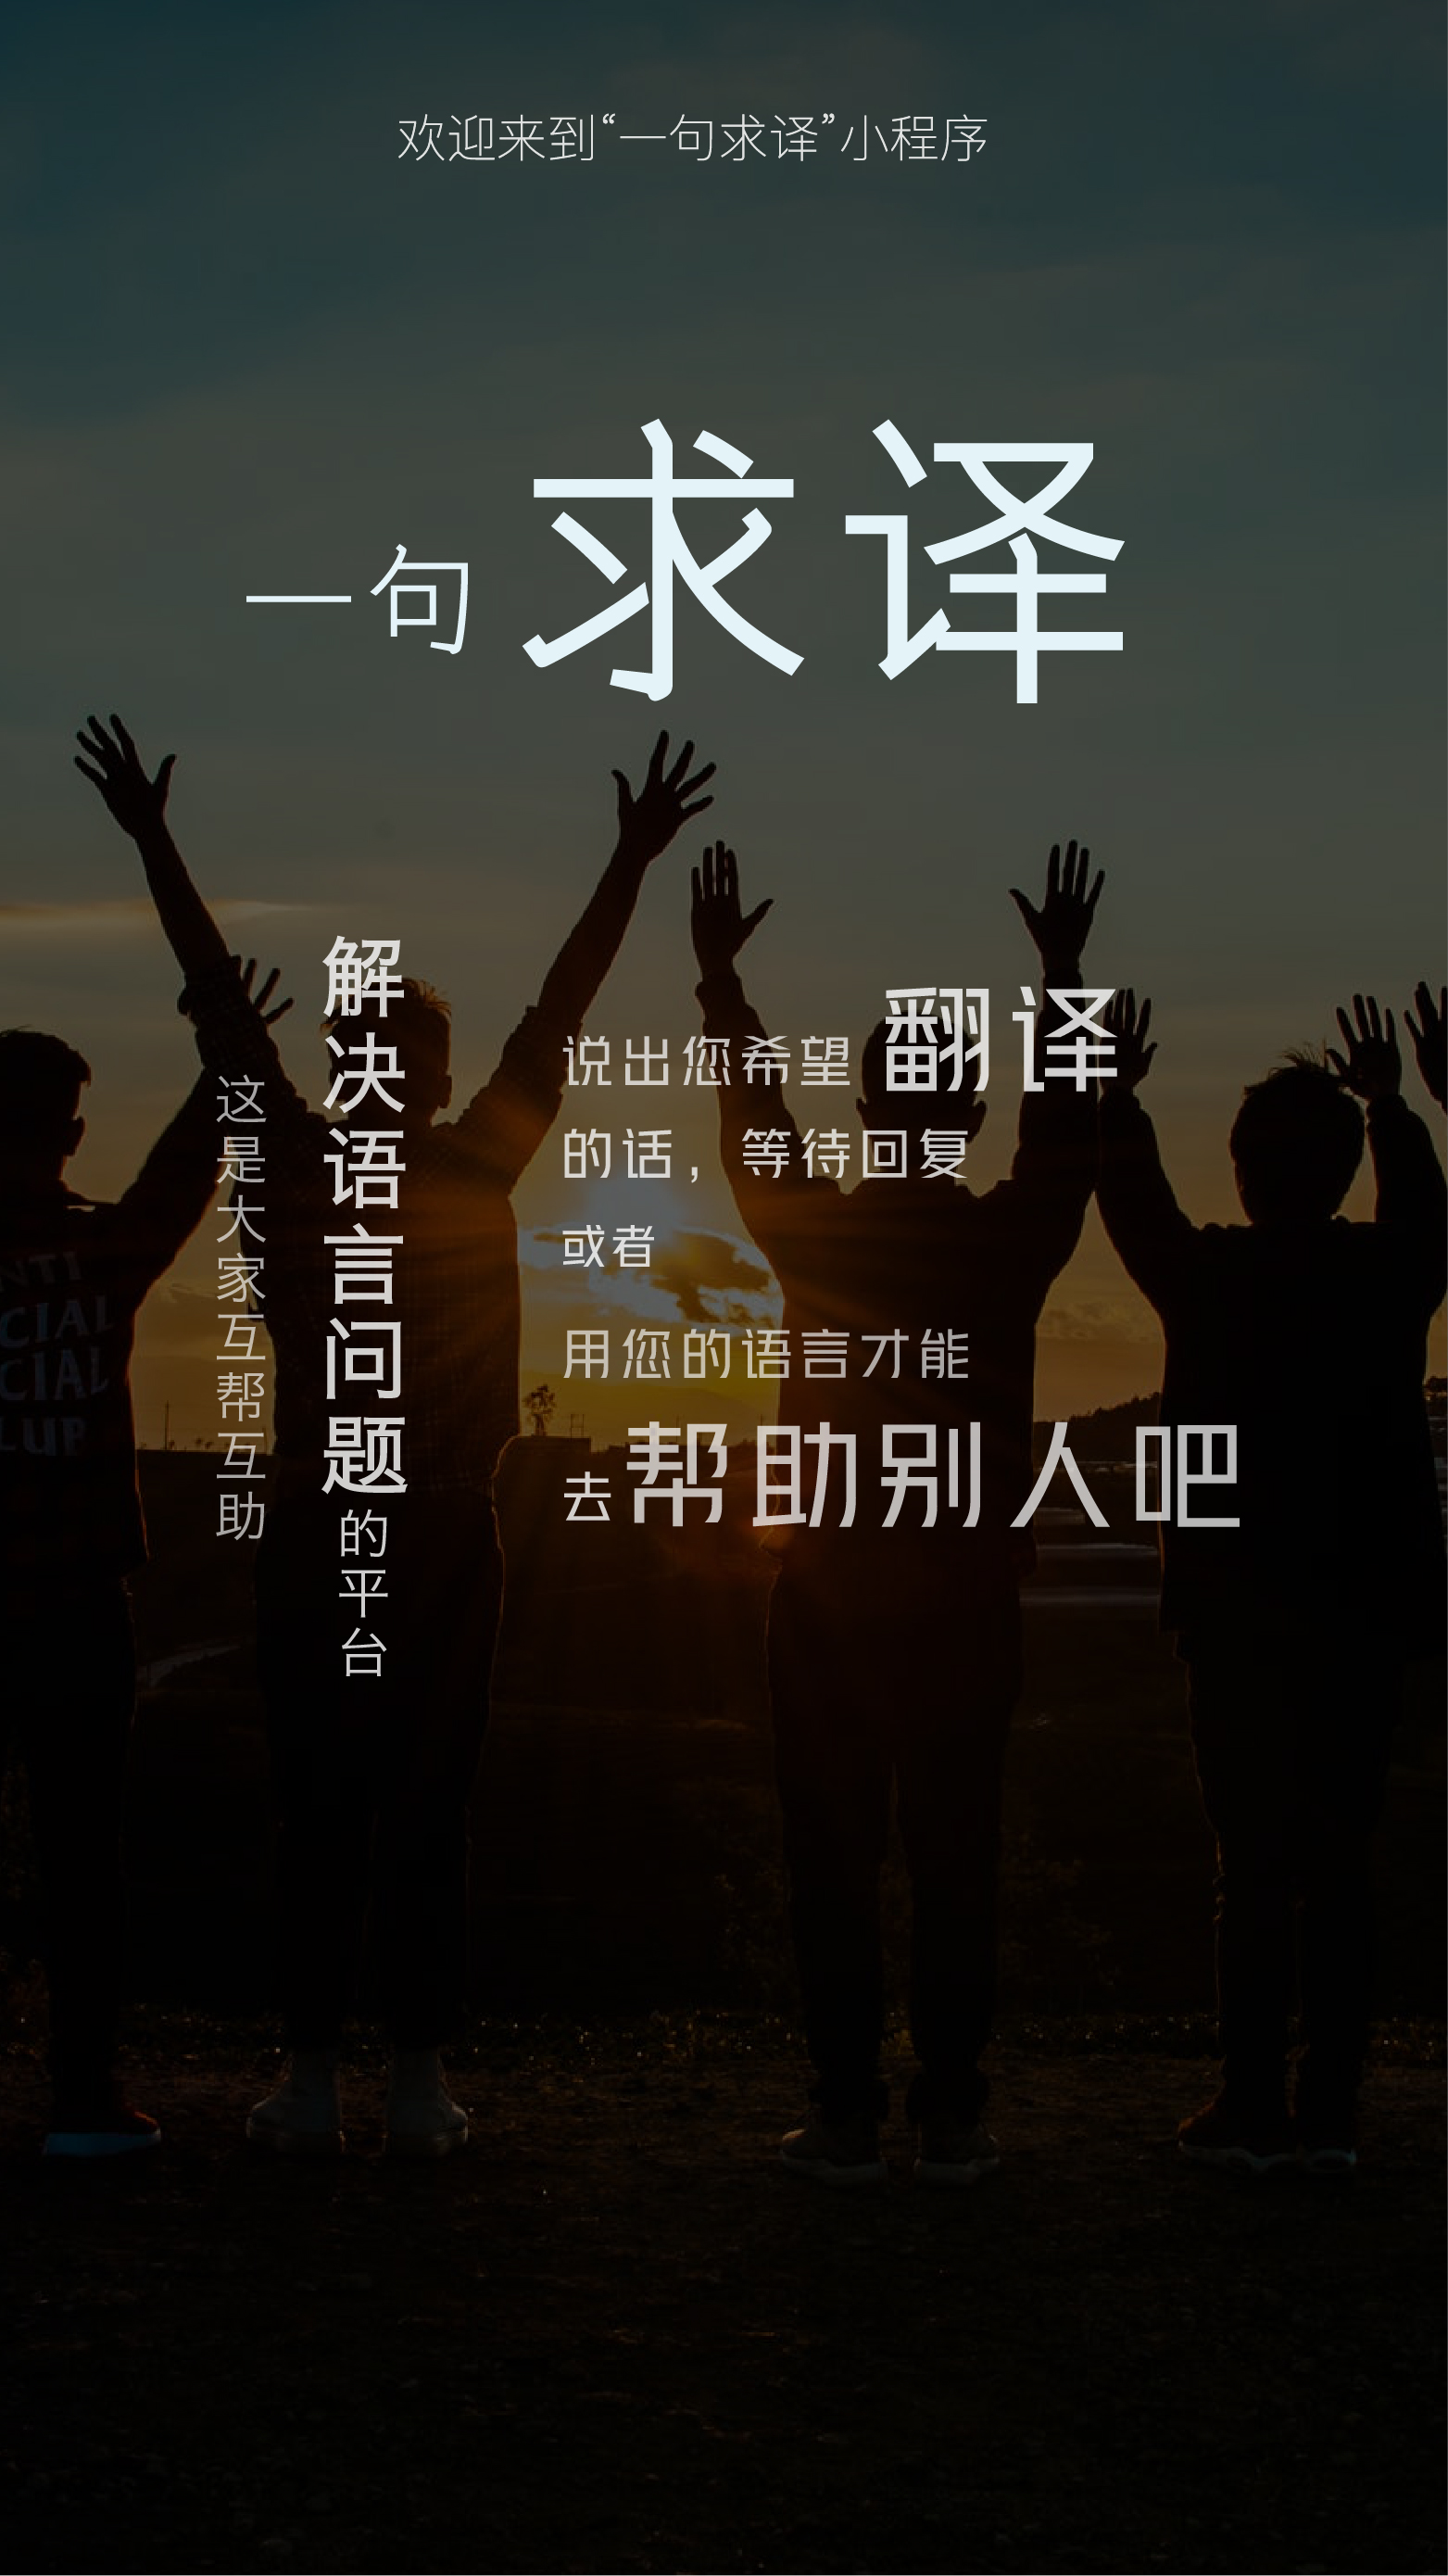 欢迎来到“一句求译”小程序
一句求译
这是大家互帮互助
解决语言问题的平台
说出您希望翻译
的话，等待回复
或者
用您的语言才能
去帮助别人吧
NTI
CIAL
CIAL
LUB